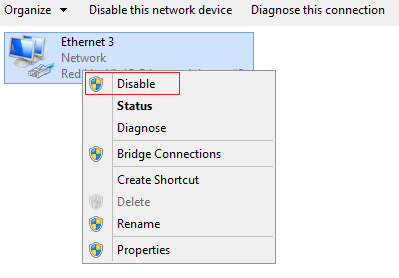 Organize Disable this network device Diagnose this connection
Ethernet 3
Network
Red
Disable
Status
Diagnose
Bridge Connections
Create Shortcut
Delete
Rename
Properties